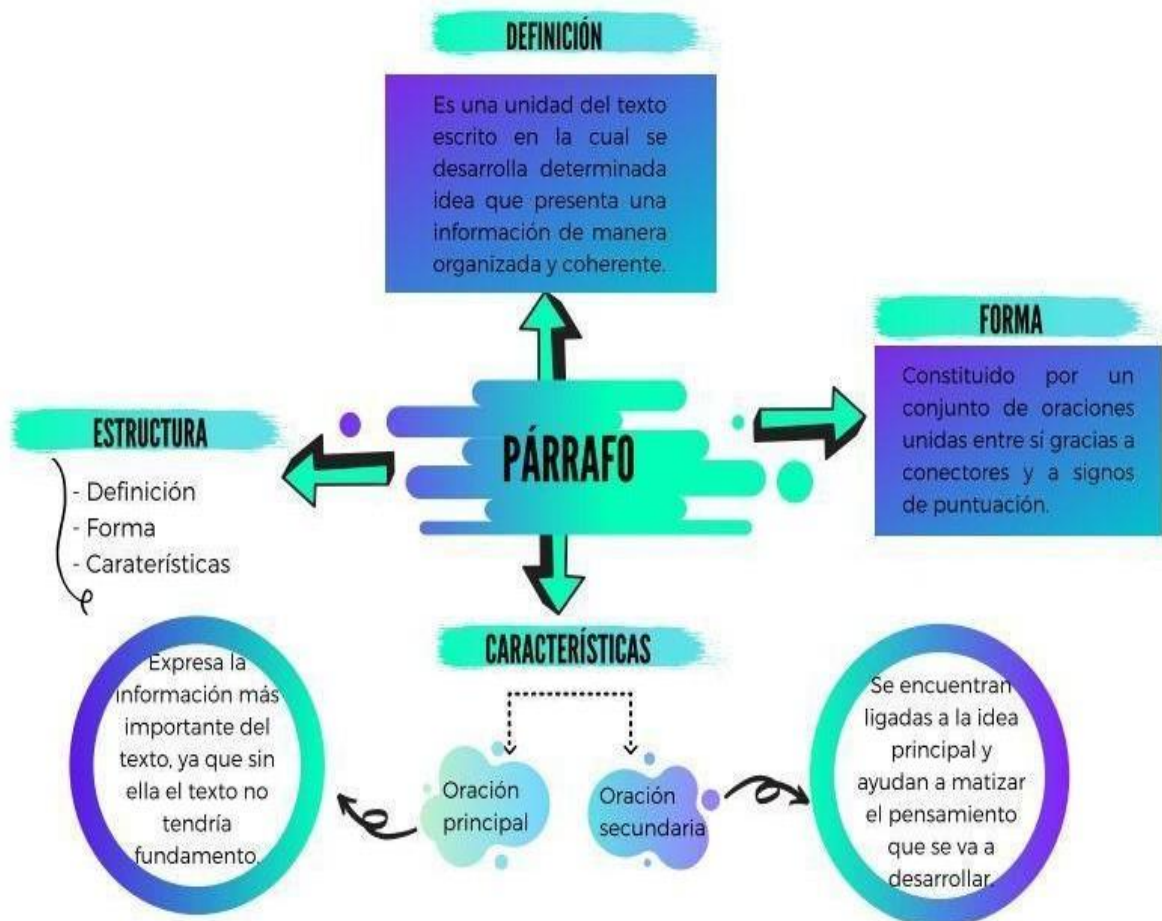 DEFINICIÓN
Es una unidad del texto
escrito en la cual se
desarrolla determinada
idea que presenta una
información de manera
organizada y coherente.
FORMA
Constituido por un
conjunto de oraciones
unidas entre sí gracias a
conectores y a signos
de puntuación.
PÁRRAFO
ESTRUCTURA
- Definición
- Forma
- Caraterísticas
CARACTERÍSTICAS
Oración
principal
Expresa la
información más
importante del
texto, ya que sin
ella el texto no
tendría
fundamento.
Oración
secundaria
Se encuentran
ligadas a la idea
principal y
ayudan a matizar
el pensamiento
que se va a
desarrollar.